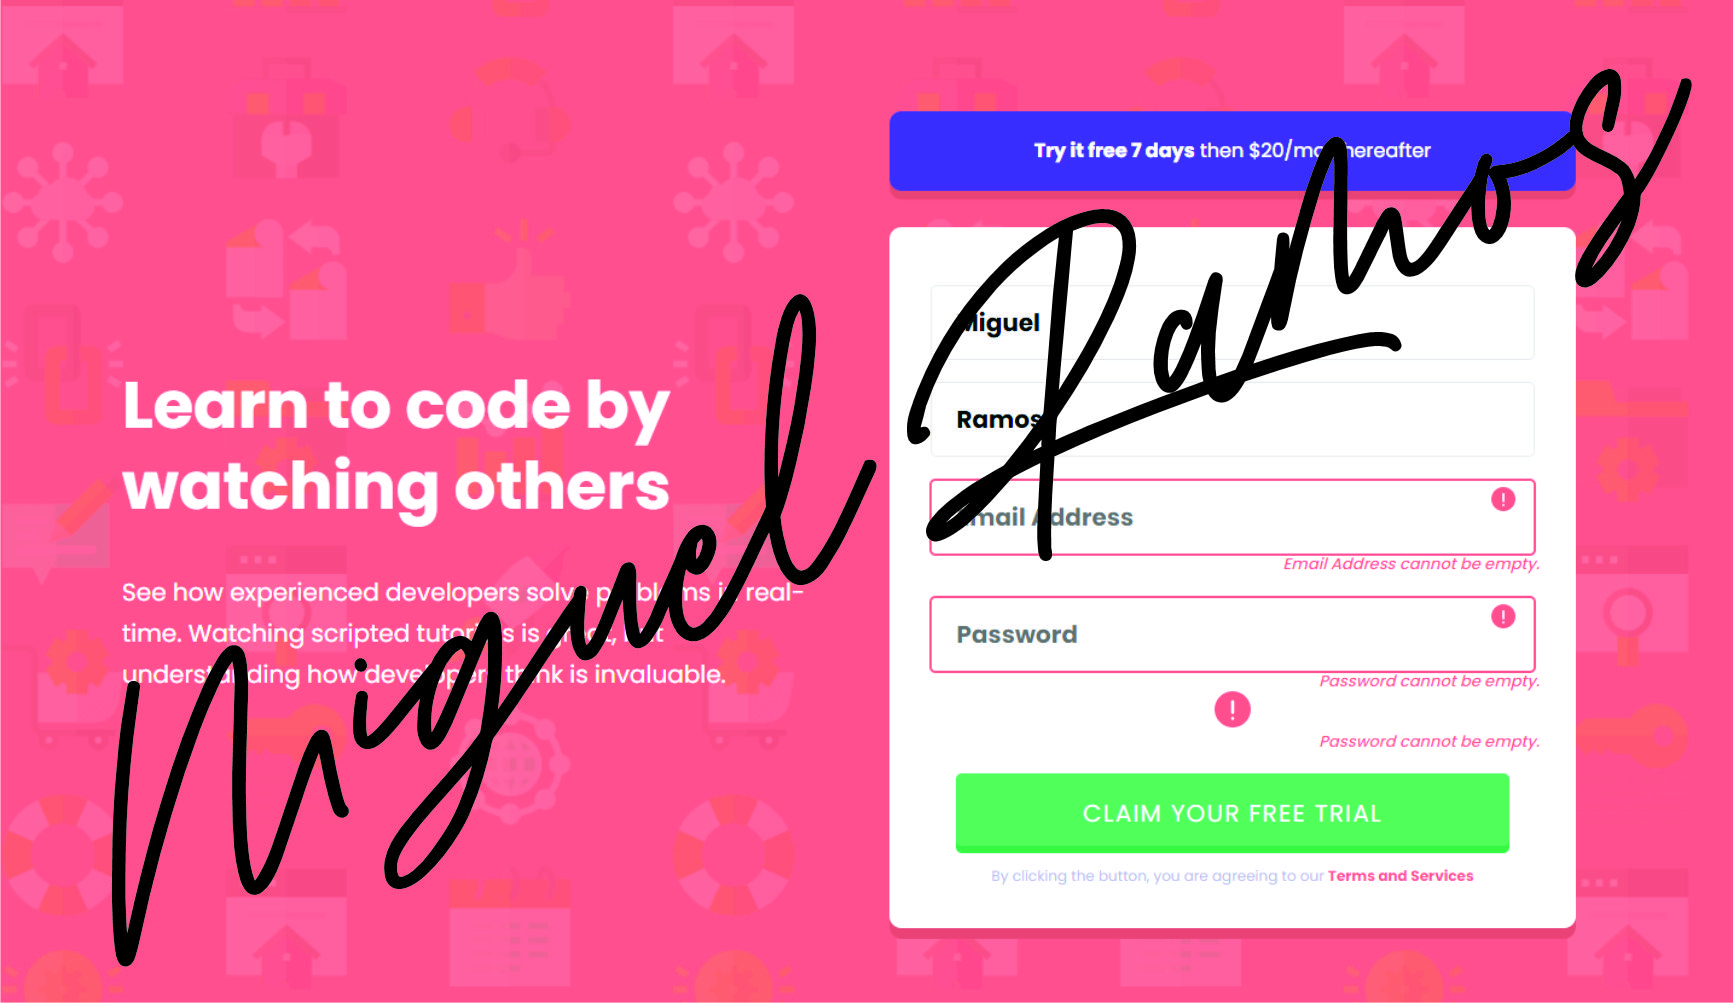 Learn to code by
watching others
See how experienced developers solve problems in real-
time. Watching scripted tutorials is great, but
understanding how developers think is invaluable.
Miguel Ramos
Try it free 7 days then $20/mo thereafter
Miguel
Ramos
Email Address
Email Address cannot be empty.
Password
Password cannot be empty.
Password cannot be empty.
CLAIM YOUR FREE TRIAL
By clicking the button, you are agreeing to our Terms and Services